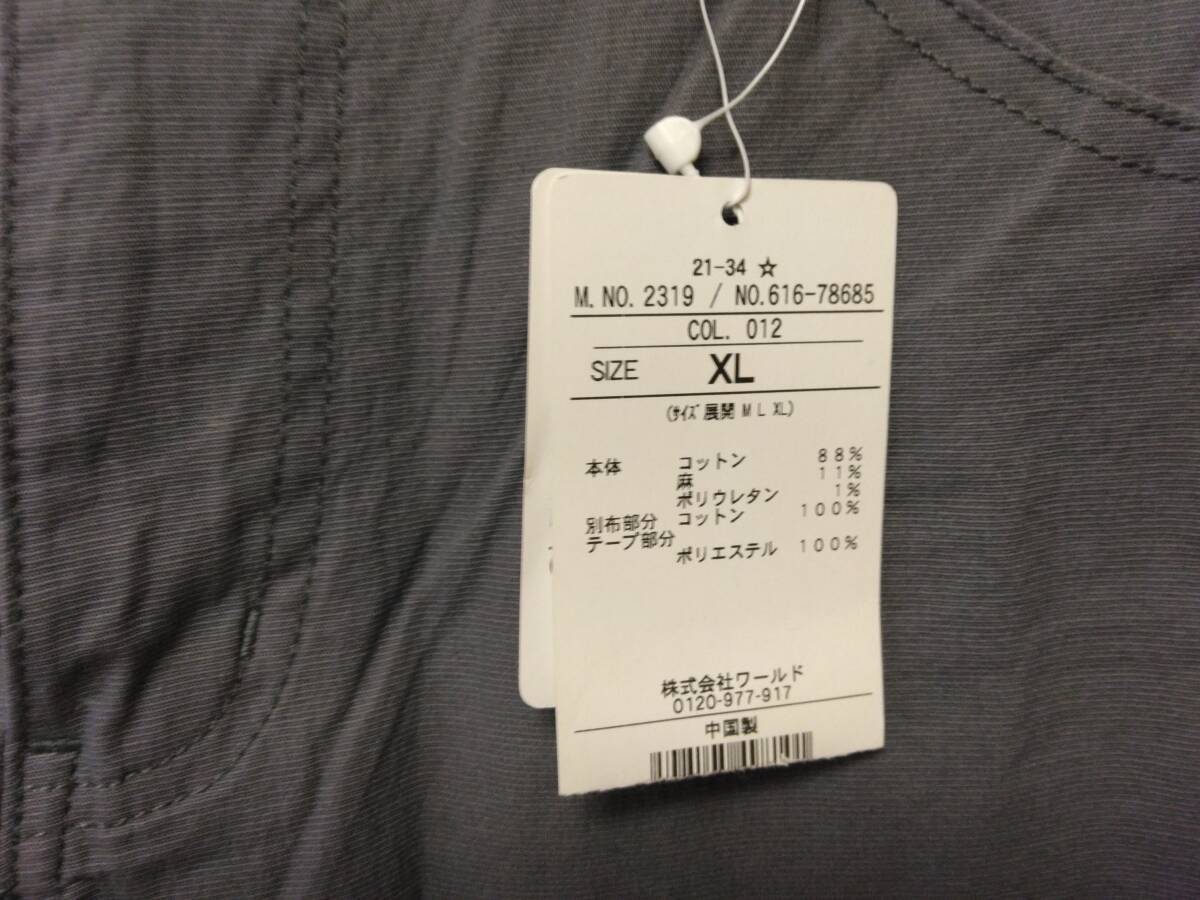 21-34 ☆
M. NO. 2319 / NO.616-78685
COL. 012
SIZE XL
(ｻｲｽﾞ 展開 M L XL)
本体 コットン 88%
麻 11%
ポリウレタン 1%
別布部分 コットン 100%
テープ部分
ポリエステル 100%
株式会社ワールド
0120-977-917
中国製